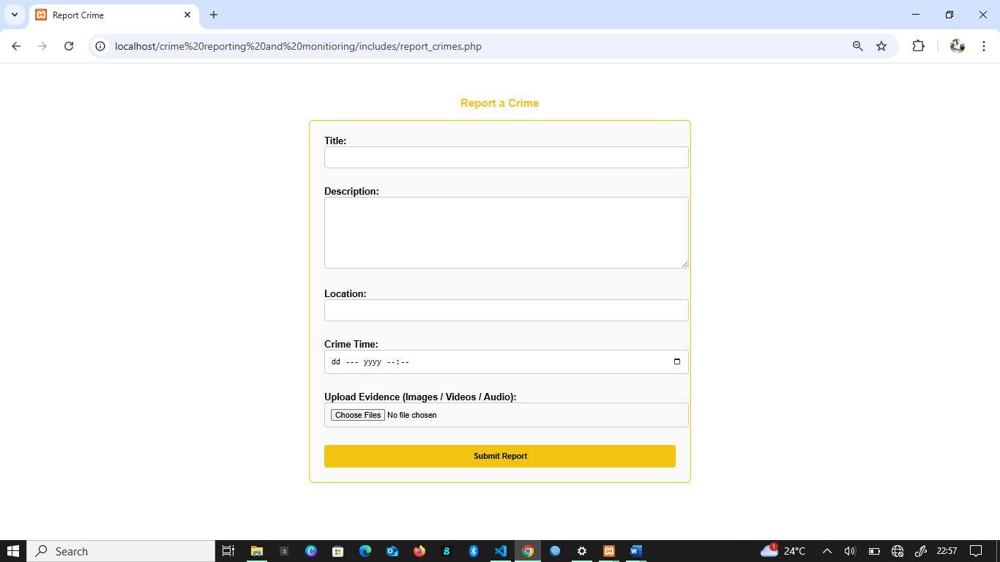 Report Crime
localhost/crime%20reporting%20and%20monitioring/includes/report_crimes.php
Report a Crime
Title:
Description:
Location:
Crime Time:
dd --- yyyy --:--
Upload Evidence (Images / Videos / Audio):
Choose Files No file chosen
Submit Report
Search
3
1
24°C
22:57